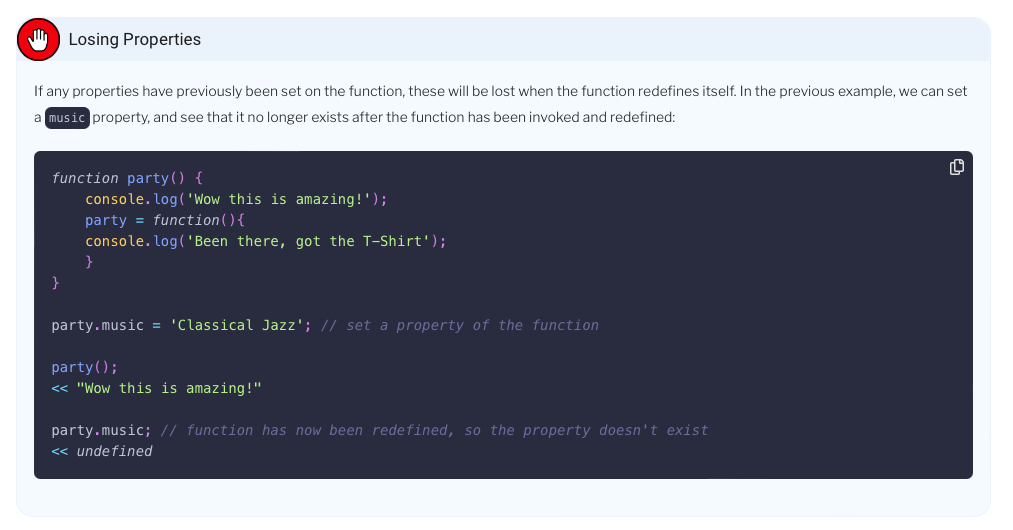 Losing Properties
If any properties have previously been set on the function, these will be lost when the function redefines itself. In the previous example, we can set
a music property, and see that it no longer exists after the function has been invoked and redefined:
function party() {
    console.log('Wow this is amazing!');
    party = function(){
    console.log('Been there, got the T-Shirt');
    }
}
party.music = 'Classical Jazz'; // set a property of the function
party();
<< "Wow this is amazing!"
party.music; // function has now been redefined, so the property doesn't exist
<< undefined